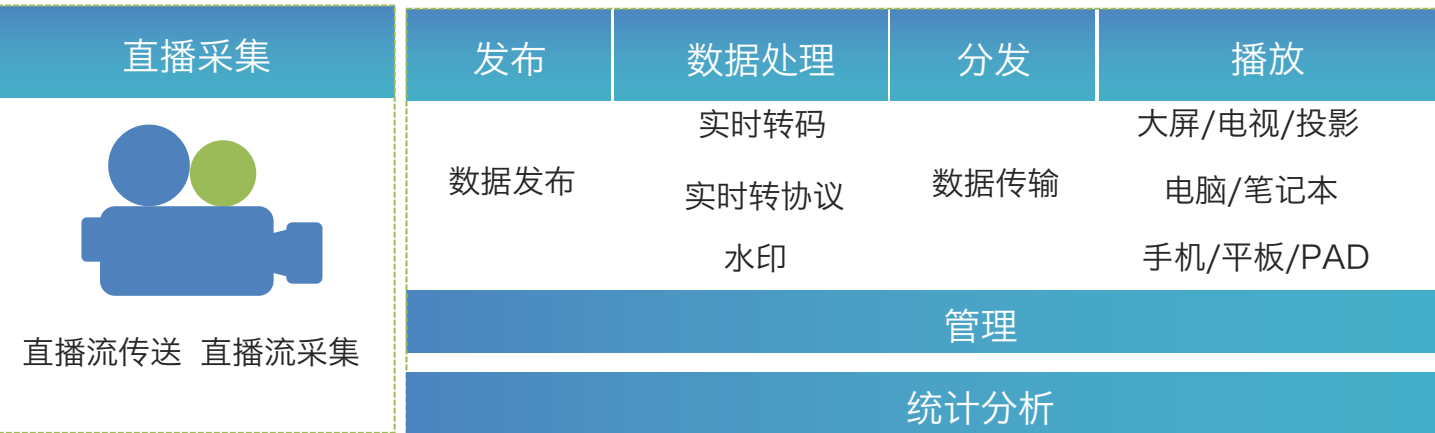 直播采集
直播流传送 直播流采集
发布
数据发布
数据处理
实时转码
实时转协议
水印
分发
数据传输
播放
大屏/电视/投影
电脑/笔记本
手机/平板/PAD
管理
统计分析